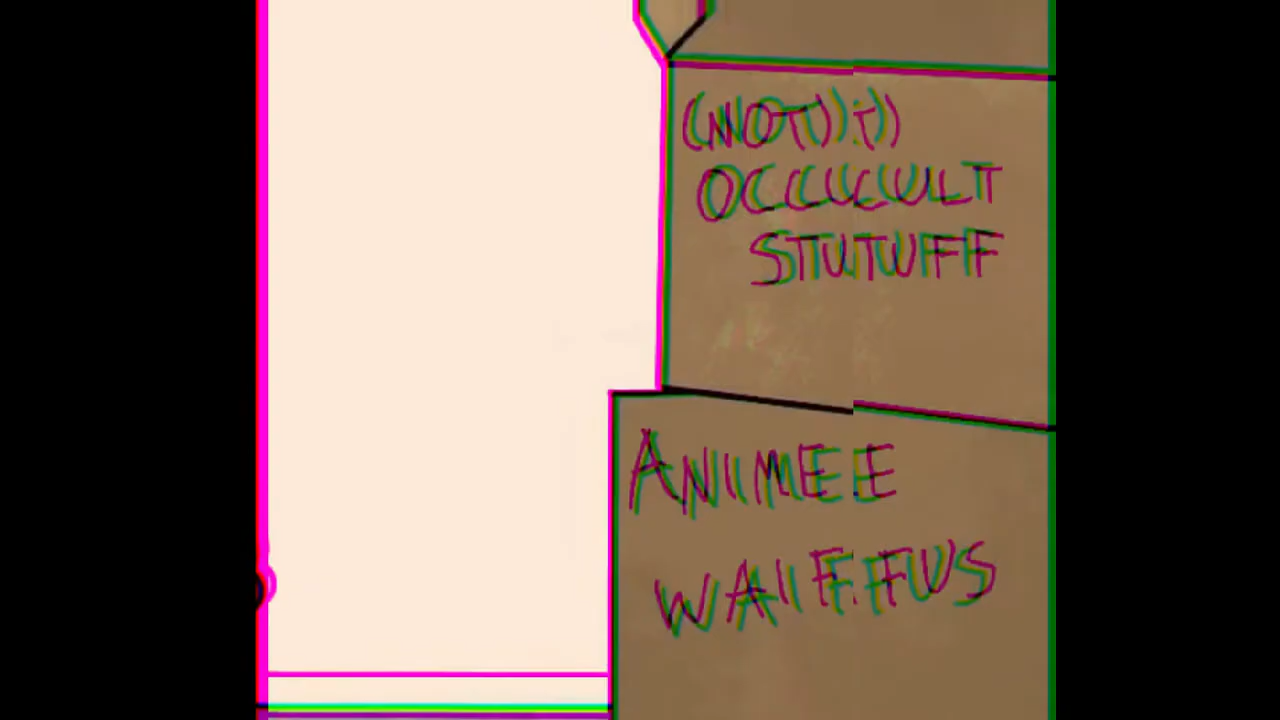 (NOT)
OCCULT
STUFF
ANIME
WAIFUS